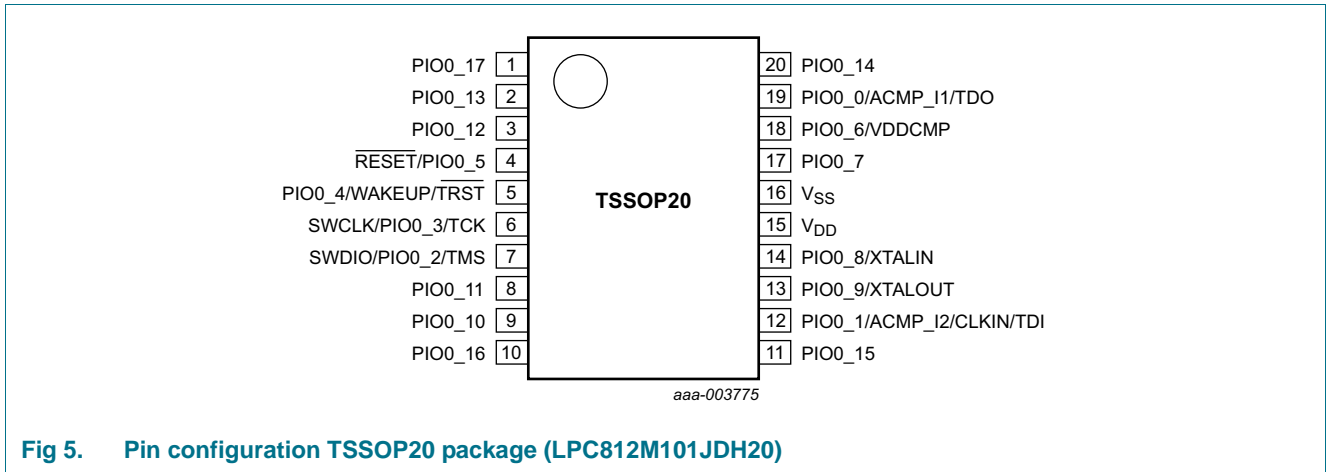 PIO0_17 1
PIO0_13 2
PIO0_12 3
RESET/PIO0_5 4
PIO0_4/WAKEUP/TRST 5
SWCLK/PIO0_3/TCK 6
SWDIO/PIO0_2/TMS 7
PIO0_11 8
PIO0_10 9
PIO0_16 10
TSSOP20
20 PIO0_14
19 PIO0_0/ACMP_I1/TDO
18 PIO0_6/VDDCMP
17 PIO0_7
16 VSS
15 VDD
14 PIO0_8/XTALIN
13 PIO0_9/XTALOUT
12 PIO0_1/ACMP_I2/CLKIN/TDI
11 PIO0_15
aaa-003775
Fig 5. Pin configuration TSSOP20 package (LPC812M101JDH20)